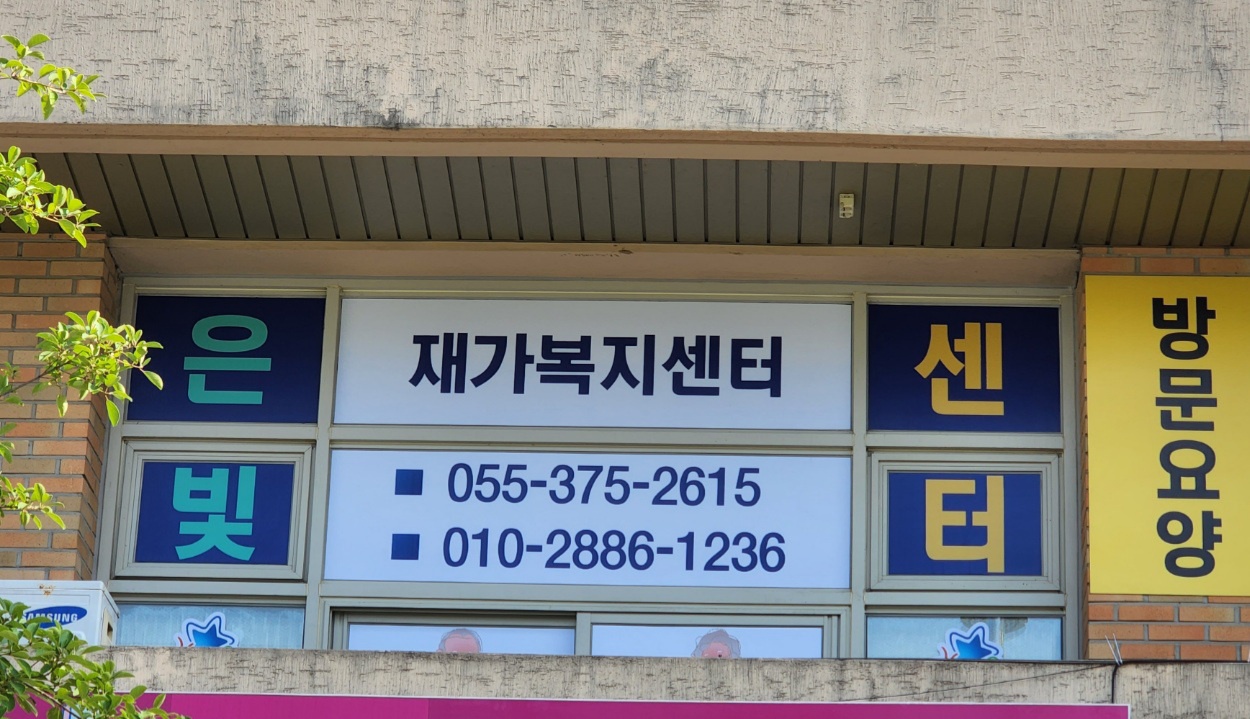 은빛
재가복지센터
055-375-2615
010-2886-1236
센터
방문요양
SAMSUNG